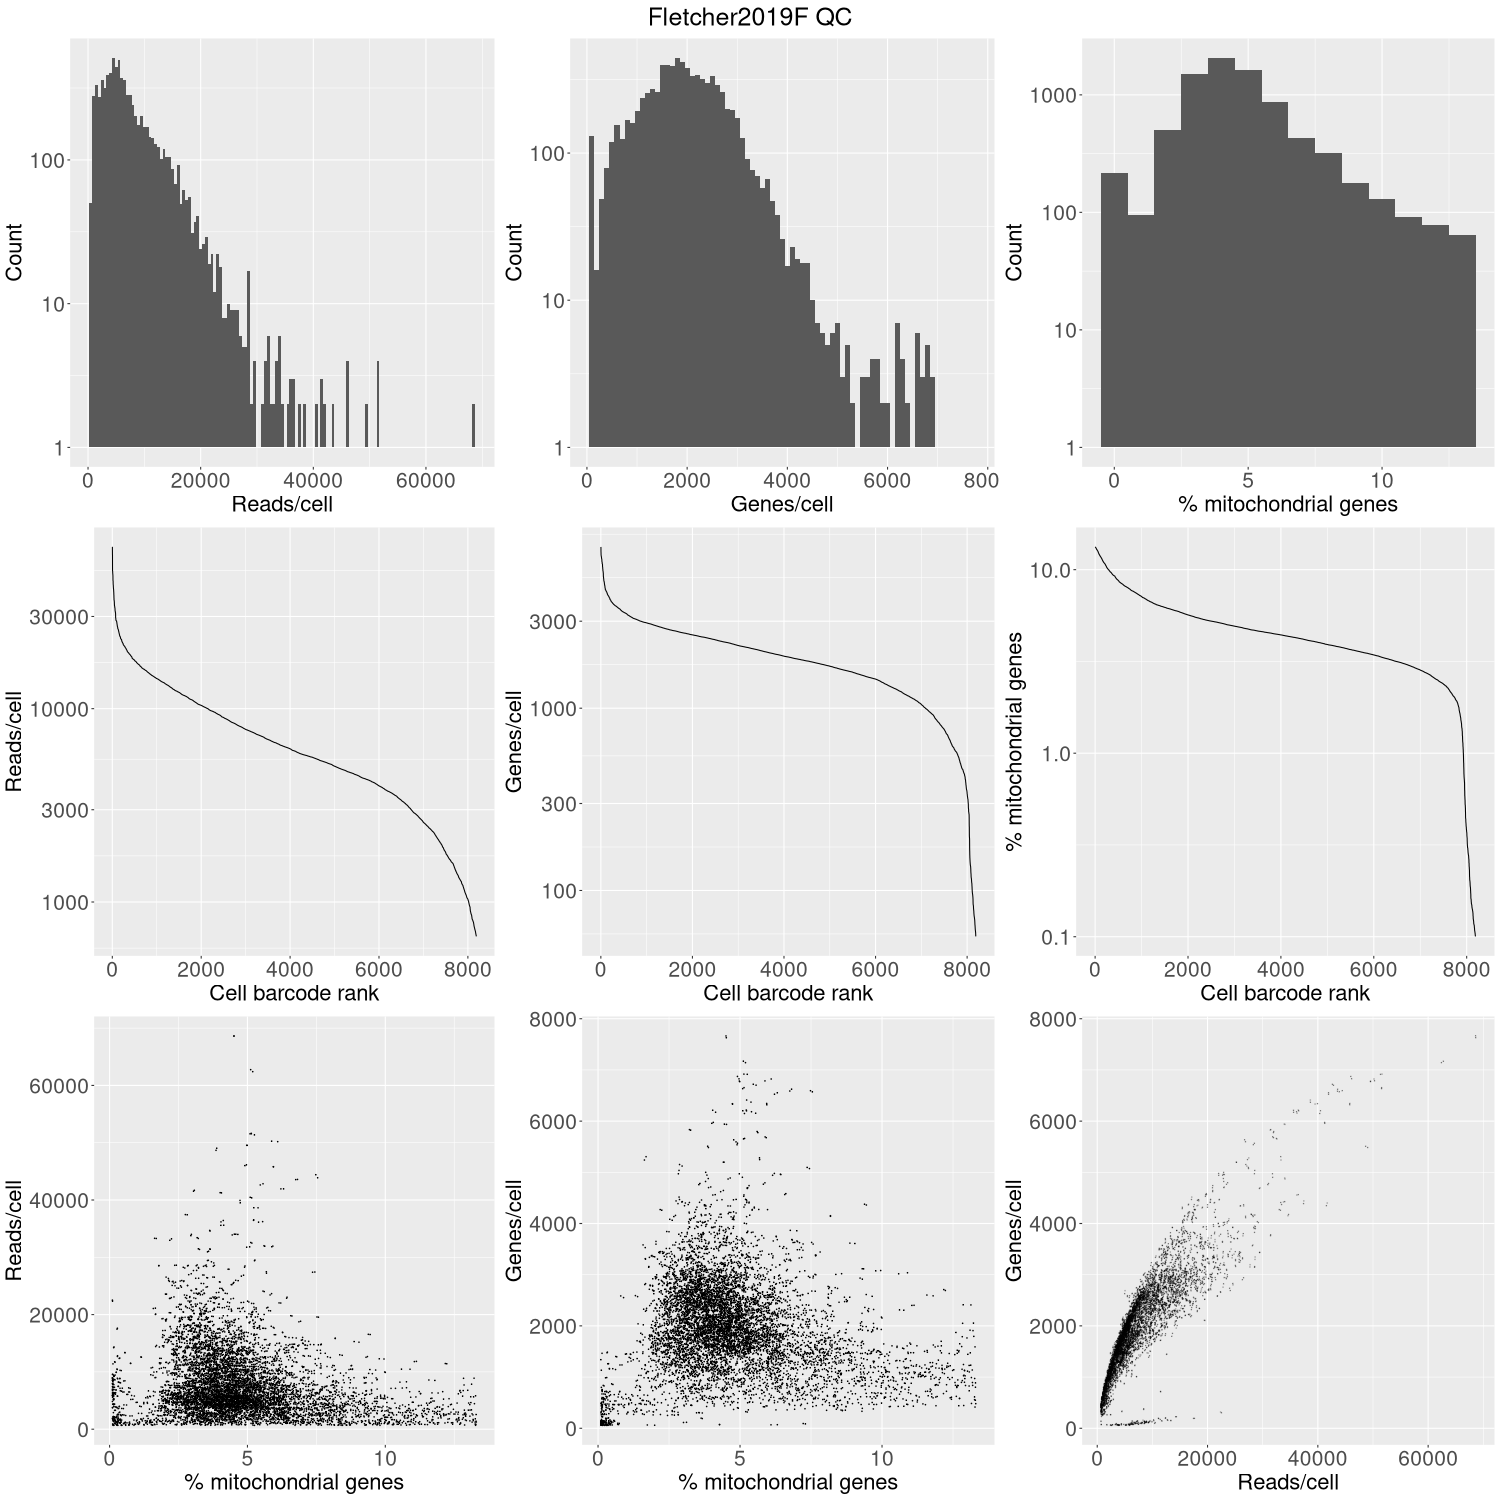 Fletcher2019F QC
Count
100
10
1
0 20000 40000 60000
Reads/cell
Count
100
10
1
0 2000 4000 6000 800
Genes/cell
Count
1000
100
10
1
0 5 10
% mitochondrial genes
Reads/cell
30000
10000
3000
1000
0 2000 4000 6000 8000
Cell barcode rank
Genes/cell
3000
1000
300
100
0 2000 4000 6000 8000
Cell barcode rank
% mitochondrial genes
10.0
1.0
0.1
0 2000 4000 6000 8000
Cell barcode rank
Reads/cell
60000
40000
20000
0
0 5 10
% mitochondrial genes
Genes/cell
8000
6000
4000
2000
0
0 5 10
% mitochondrial genes
Genes/cell
8000
6000
4000
2000
0
0 20000 40000 60000
Reads/cell